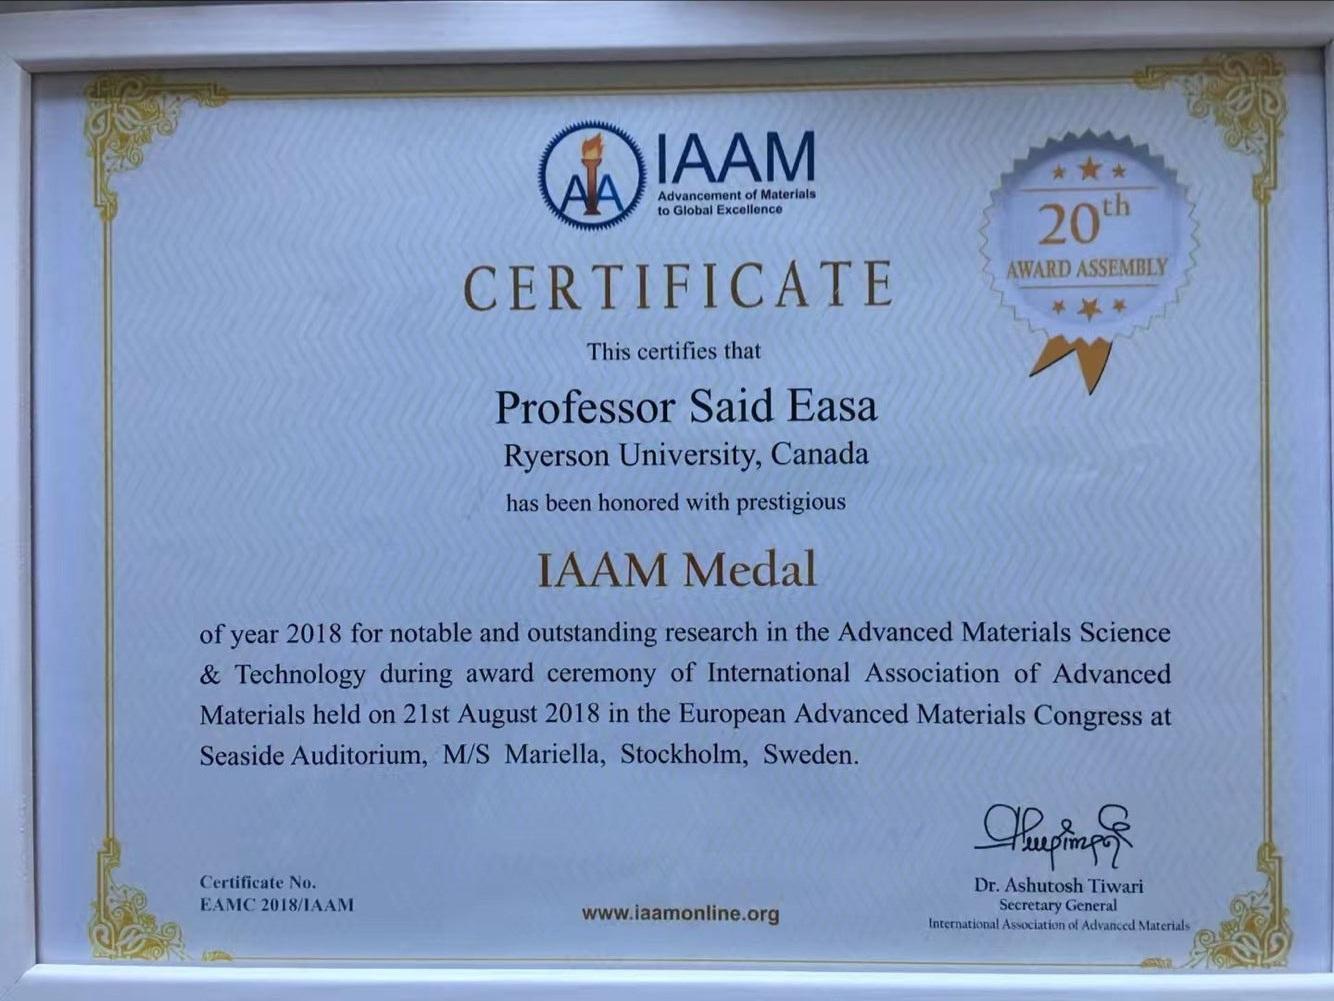 AIA
IAAM
Advancement of Materials
to Global Excellence
20th
AWARD ASSEMBLY
CERTIFICATE
This certifies that
Professor Said Easa
Ryerson University, Canada
has been honored with prestigious
IAAM Medal
of year 2018 for notable and outstanding research in the Advanced Materials Science
& Technology during award ceremony of International Association of Advanced
Materials held on 21st August 2018 in the European Advanced Materials Congress at
Seaside Auditorium, M/S Mariella, Stockholm, Sweden.
Certificate No.
EAMC 2018/IAAM
www.iaamonline.org
Dr. Ashutosh Tiwari
Secretary General
International Association of Advanced Materials